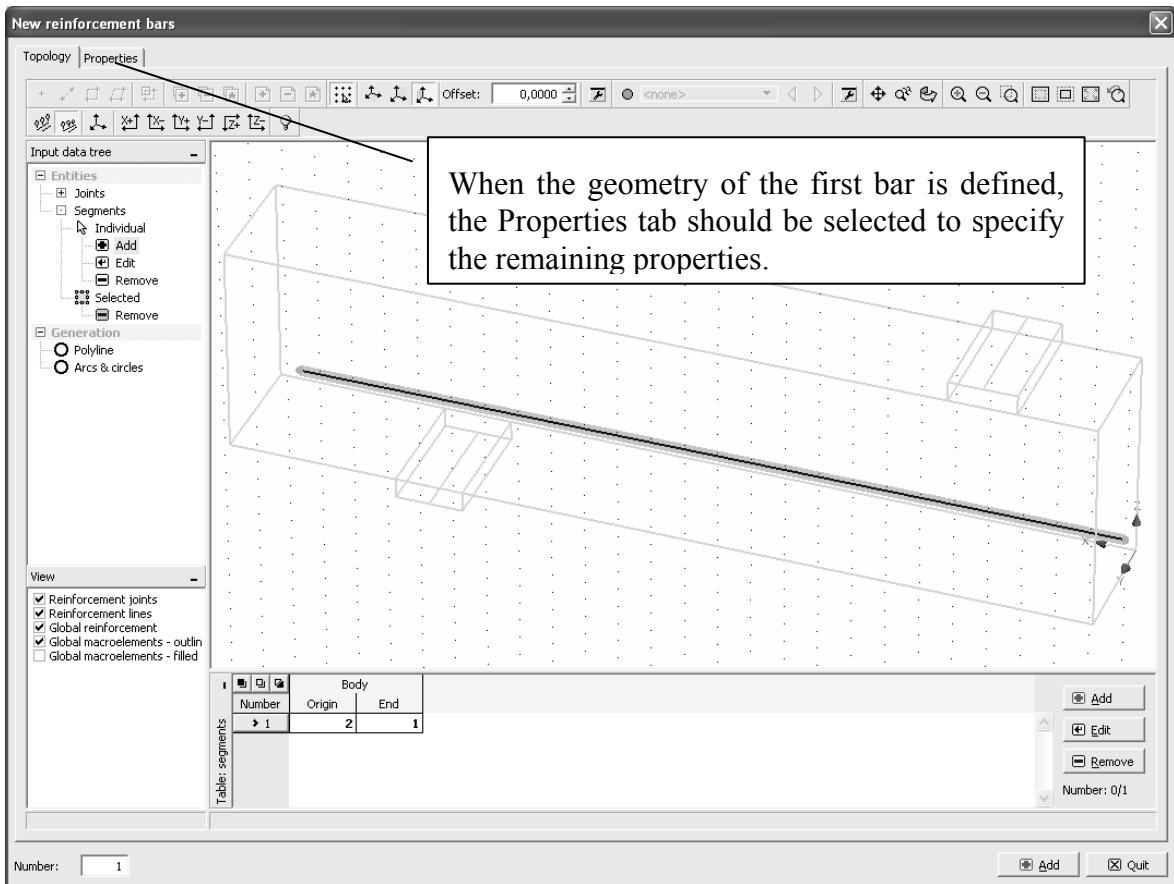 New reinforcement bars
Topology
Properties
Offset:
0,0000
<none>
X+
X-
Y+
Y-
Z+
Z-
Input data tree
Entities
Joints
Segments
Individual
Add
Edit
Remove
Selected
Remove
Generation
Polyline
Arcs & circles
When the geometry of the first bar is defined,
the Properties tab should be selected to specify
the remaining properties.
Z
X
Y
View
Reinforcement joints
Reinforcement lines
Global reinforcement
Global macroelements - outlin
Global macroelements - filled
Table: segments
Body
Number Origin End
1 2 1
Add
Edit
Remove
Number: 0/1
Number: 1
Add
Quit